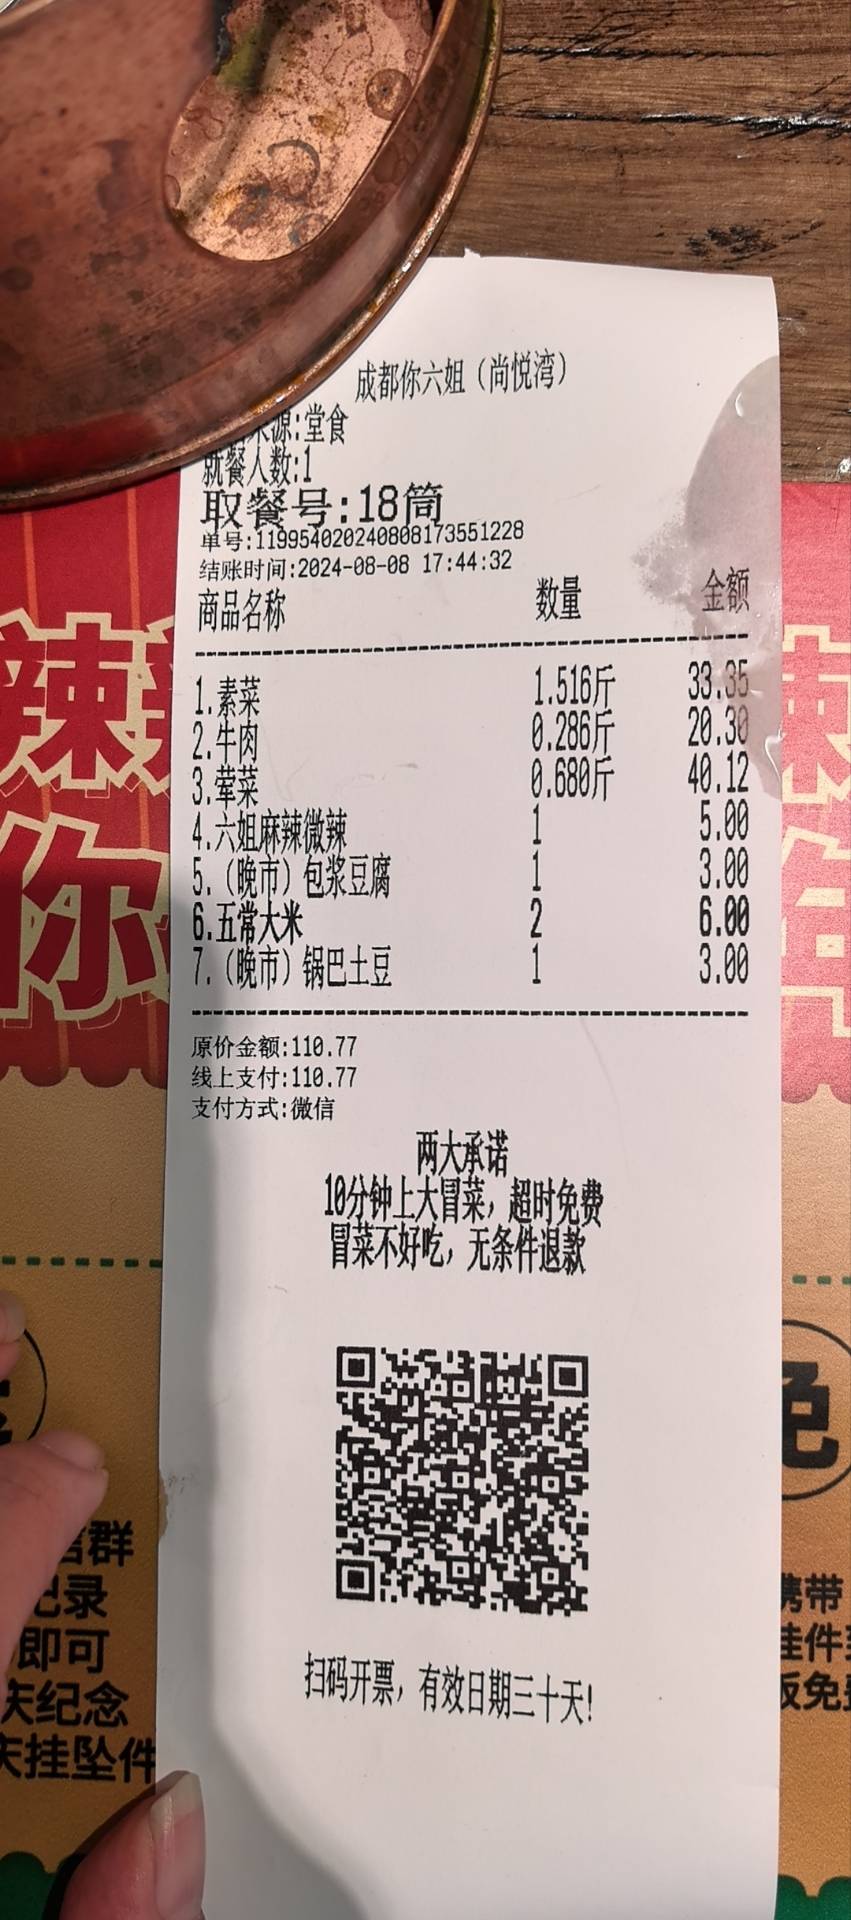 成都你六姐（尚悦湾）
来源:堂食
就餐人数:1
取餐号:18筒
单号:11995402024080817355122​8
结账时间:2024-08-08 17:44:32
商品名称 数量 金额
1.素菜 1.516斤 33.35
2.牛肉 0.286斤 20.30
3.荤菜 0.680斤 40.12
4.六姐麻辣微辣 1 5.00
5.（晚市）包浆豆腐 1 3.00
6.五常大米 2 6.00
7.（晚市）锅巴土豆 1 3.00
原价金额:110.77
线上支付:110.77
支付方式:微信
两大承诺
10分钟上大冒菜，超时免费
冒菜不好吃，无条件退款
扫码开票，有效日期三十天!
辣
你
群
记录
即可
庆纪念
庆挂坠件
免
携带
挂件
版免费